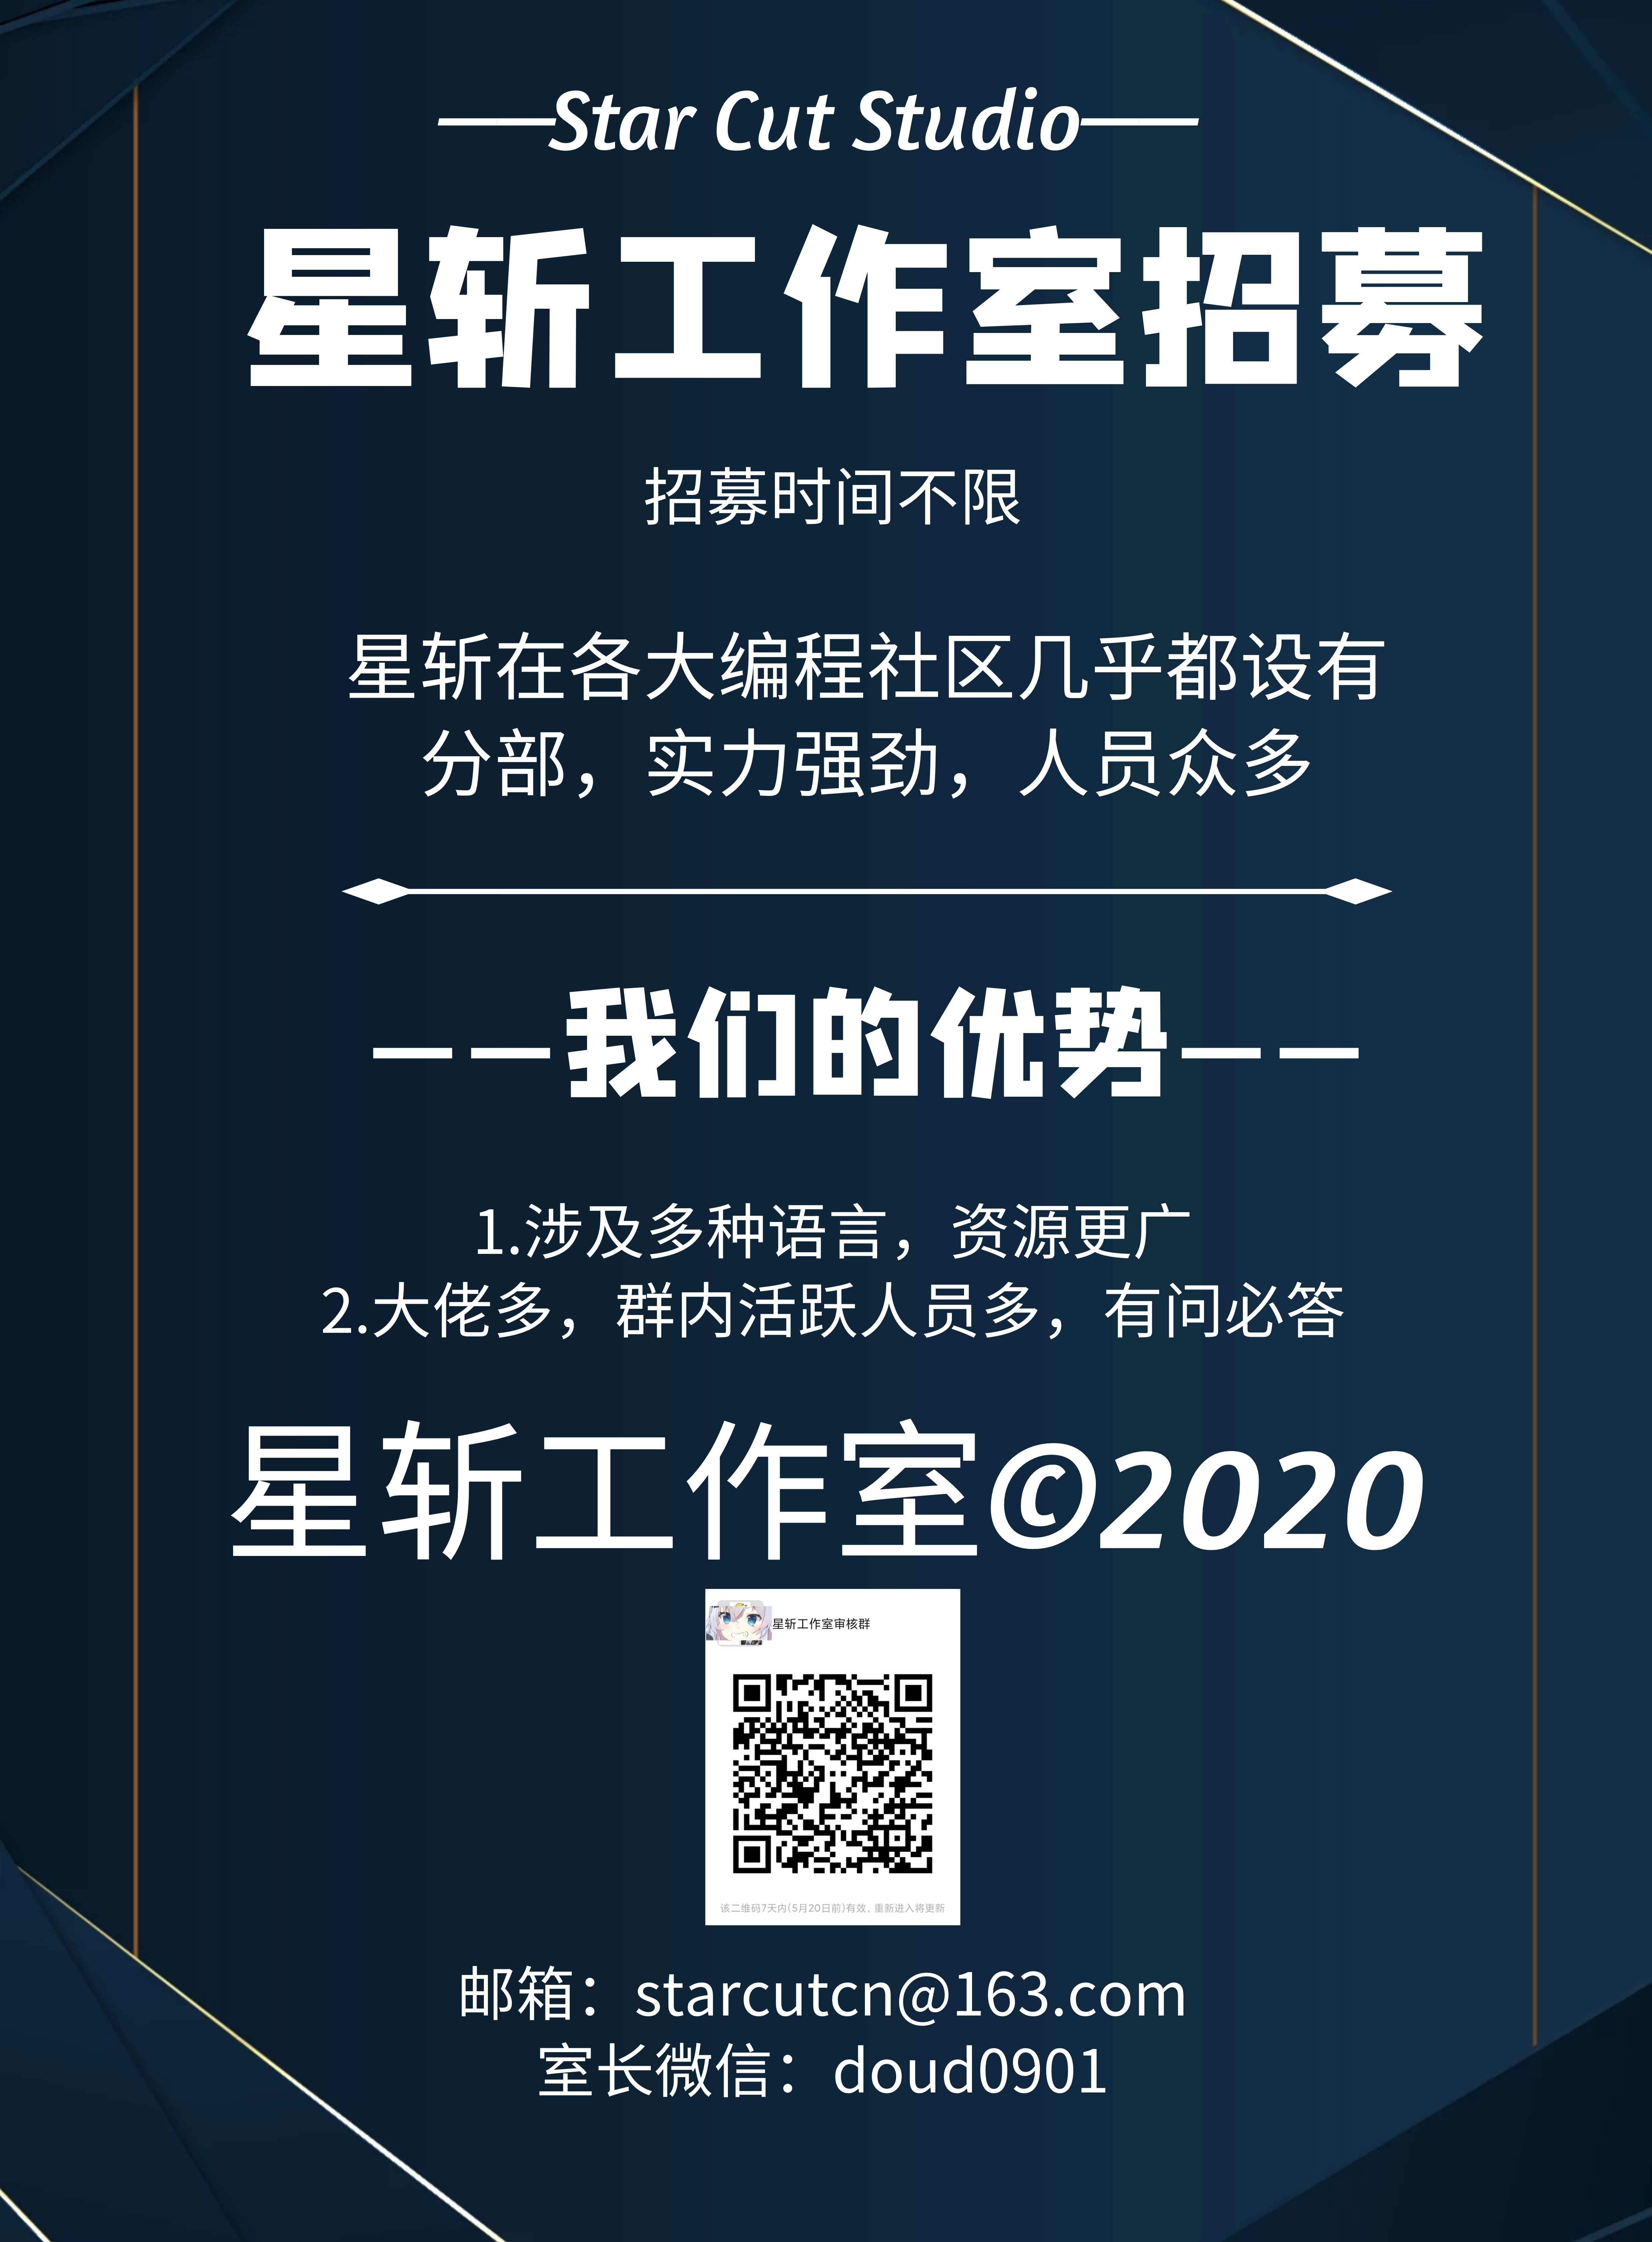 ——Star Cut Studio——
星斩工作室招募
招募时间不限
星斩在各大编程社区几乎都设有
分部，实力强劲，人员众多
——我们的优势——
1.涉及多种语言，资源更广
2.大佬多，群内活跃人员多，有问必答
星斩工作室©2020
星斩工作室审核群
该二维码7天内(5月20日前)有效，重新进入将更新
邮箱：starcutcn@163.com
室长微信：doud0901